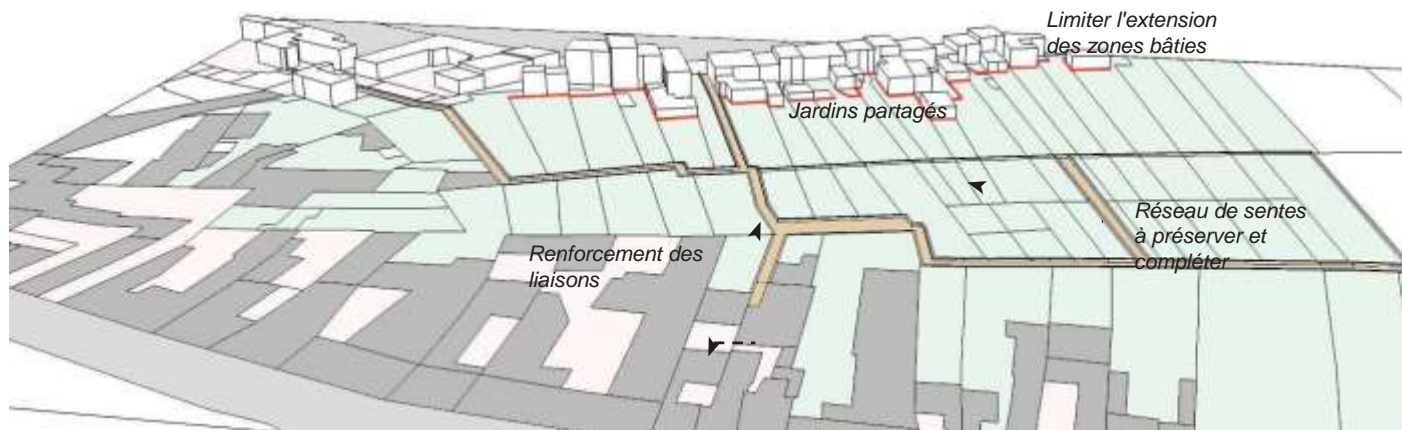 Limiter l'extension
des zones bâties
Jardins partagés
Réseau de sentes
à préserver et
compléter
Renforcement des
liaisons